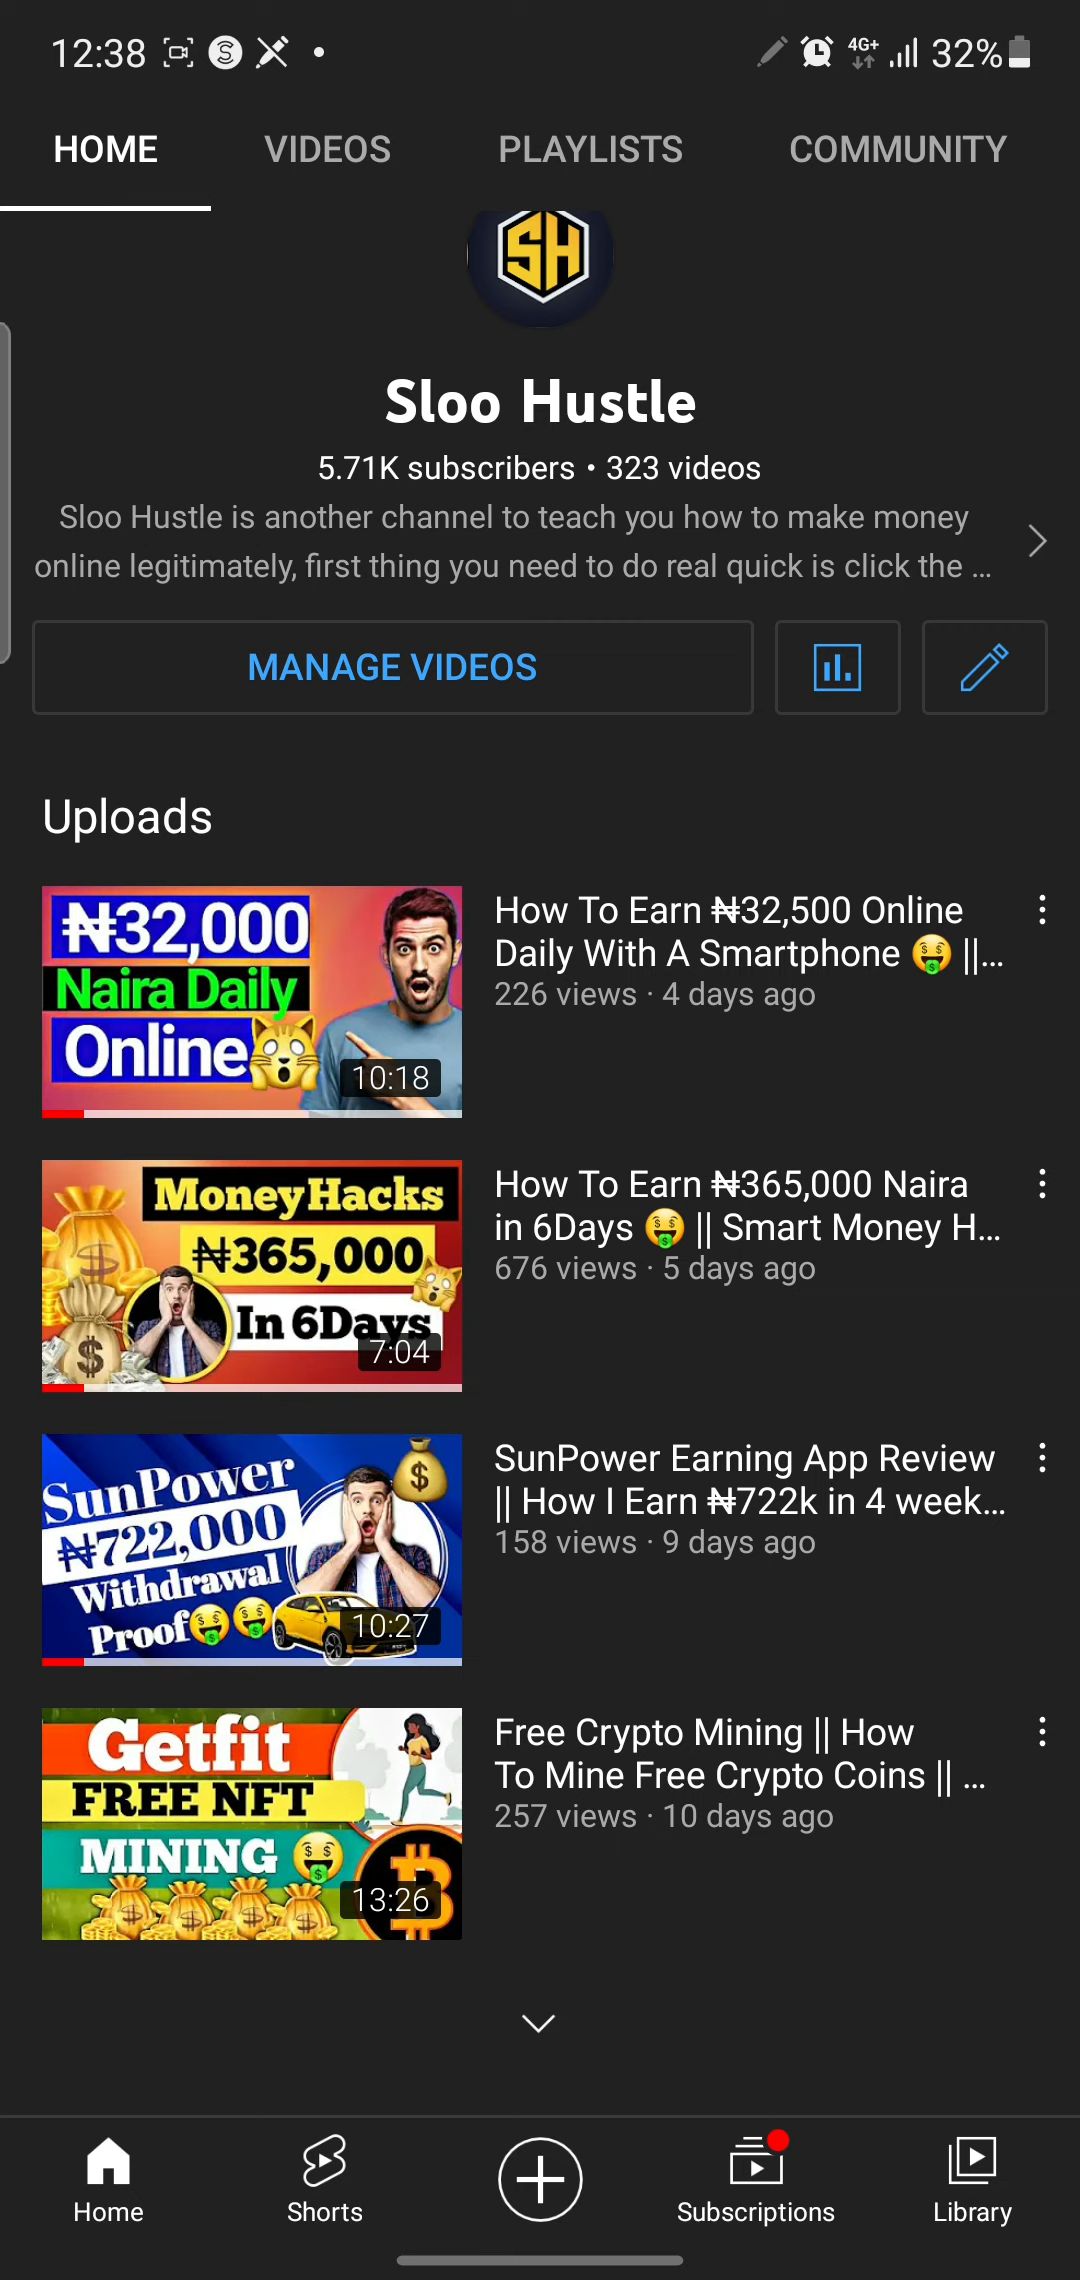 12:38
4G+
32%
HOME VIDEOS PLAYLISTS COMMUNITY
SH
Sloo Hustle
5.71K subscribers • 323 videos
Sloo Hustle is another channel to teach you how to make money
online legitimately, first thing you need to do real quick is click the ...
MANAGE VIDEOS
Uploads
₦32,000
Naira Daily
Online
10:18
How To Earn ₦32,500 Online
Daily With A Smartphone 🤑 ||...
226 views · 4 days ago
Money Hacks
₦365,000
In 6Days
7:04
How To Earn ₦365,000 Naira
in 6Days 🤑 || Smart Money H...
676 views · 5 days ago
SunPower
₦722,000
Withdrawal
Proof🤑🤑
10:27
SunPower Earning App Review
|| How I Earn ₦722k in 4 week...
158 views · 9 days ago
Getfit
FREE NFT
MINING 🤑
13:26
Free Crypto Mining || How
To Mine Free Crypto Coins || ...
257 views · 10 days ago
Home Shorts Subscriptions Library